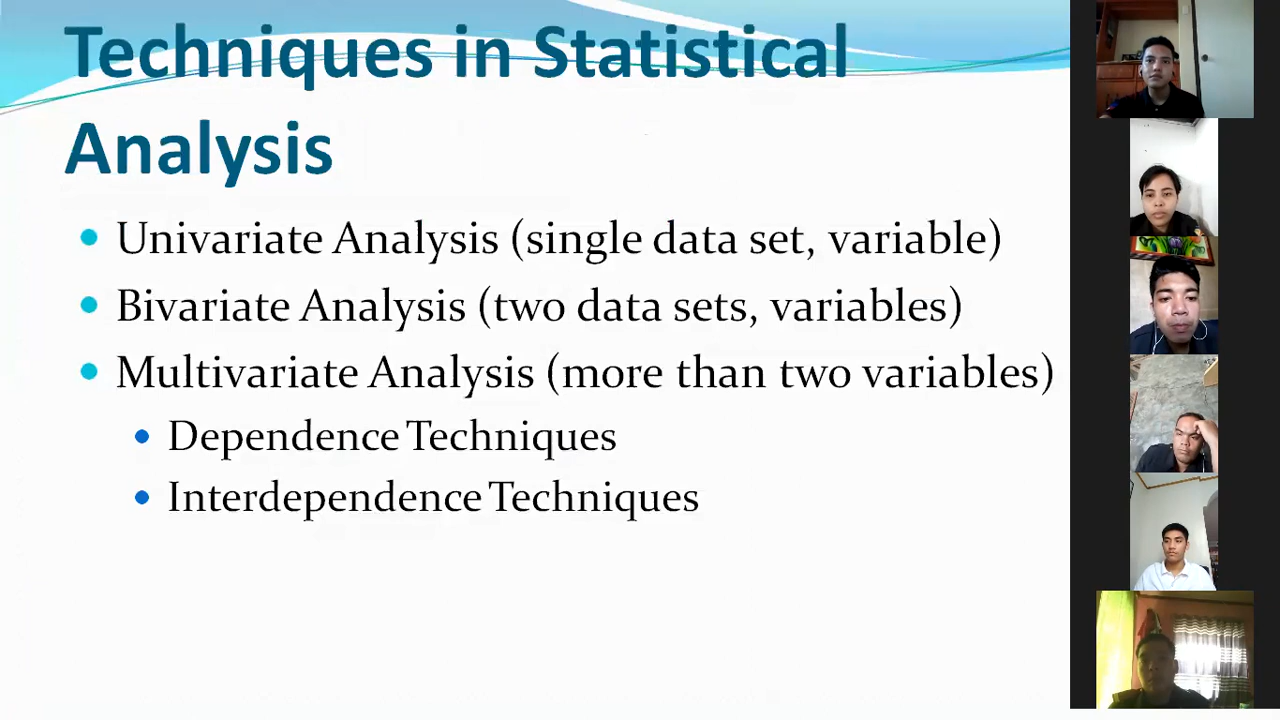 Techniques in Statistical
Analysis
Univariate Analysis (single data set, variable)
Bivariate Analysis (two data sets, variables)
Multivariate Analysis (more than two variables)
Dependence Techniques
Interdependence Techniques